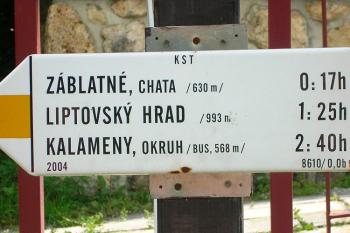 KST
ZÁBLATNÉ, CHATA /630 m/ 0:17h
LIPTOVSKÝ HRAD /993 m 1:25h
KALAMENY, OKRUH /BUS, 568 m/ 2:40h
2004 8610/0,0h